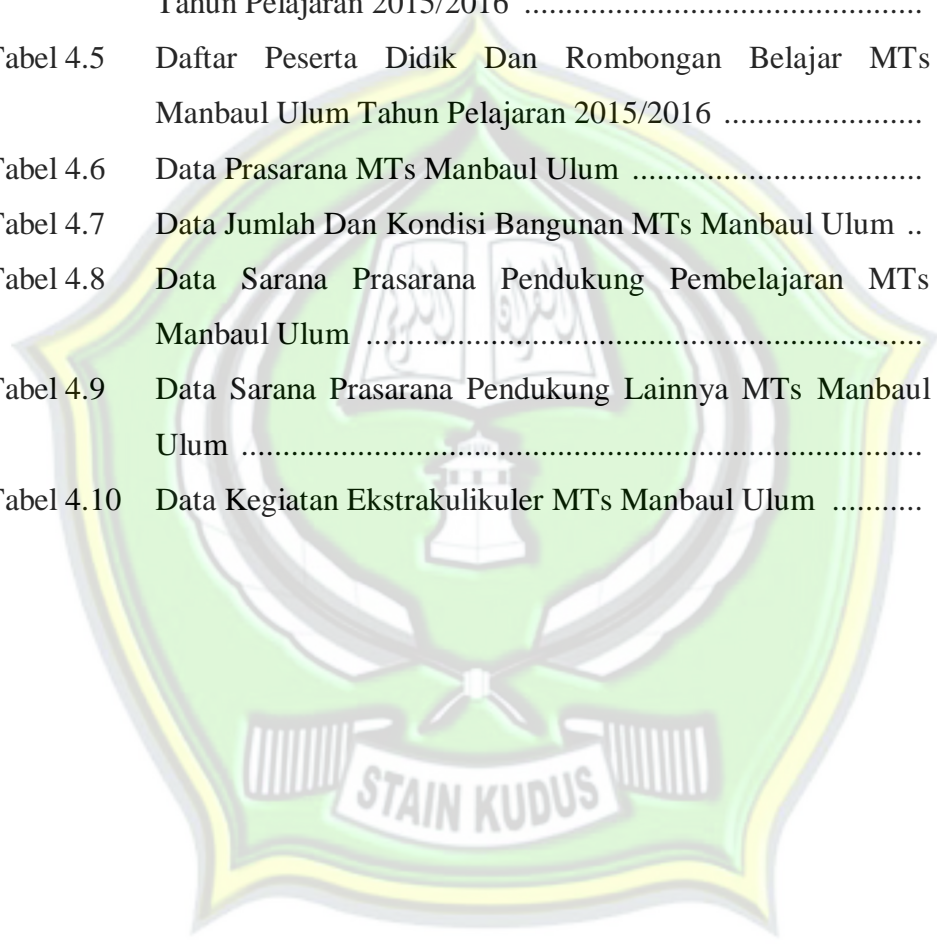 Tahun Pelajaran 2015/2016 ................................................
Tabel 4.5 Daftar Peserta Didik Dan Rombongan Belajar MTs
Manbaul Ulum Tahun Pelajaran 2015/2016 ........................
Tabel 4.6 Data Prasarana MTs Manbaul Ulum ...................................
Tabel 4.7 Data Jumlah Dan Kondisi Bangunan MTs Manbaul Ulum ..
Tabel 4.8 Data Sarana Prasarana Pendukung Pembelajaran MTs
Manbaul Ulum ....................................................................
Tabel 4.9 Data Sarana Prasarana Pendukung Lainnya MTs Manbaul
Ulum ...................................................................................
Tabel 4.10 Data Kegiatan Ekstrakulikuler MTs Manbaul Ulum ...........
STAIN KUDUS